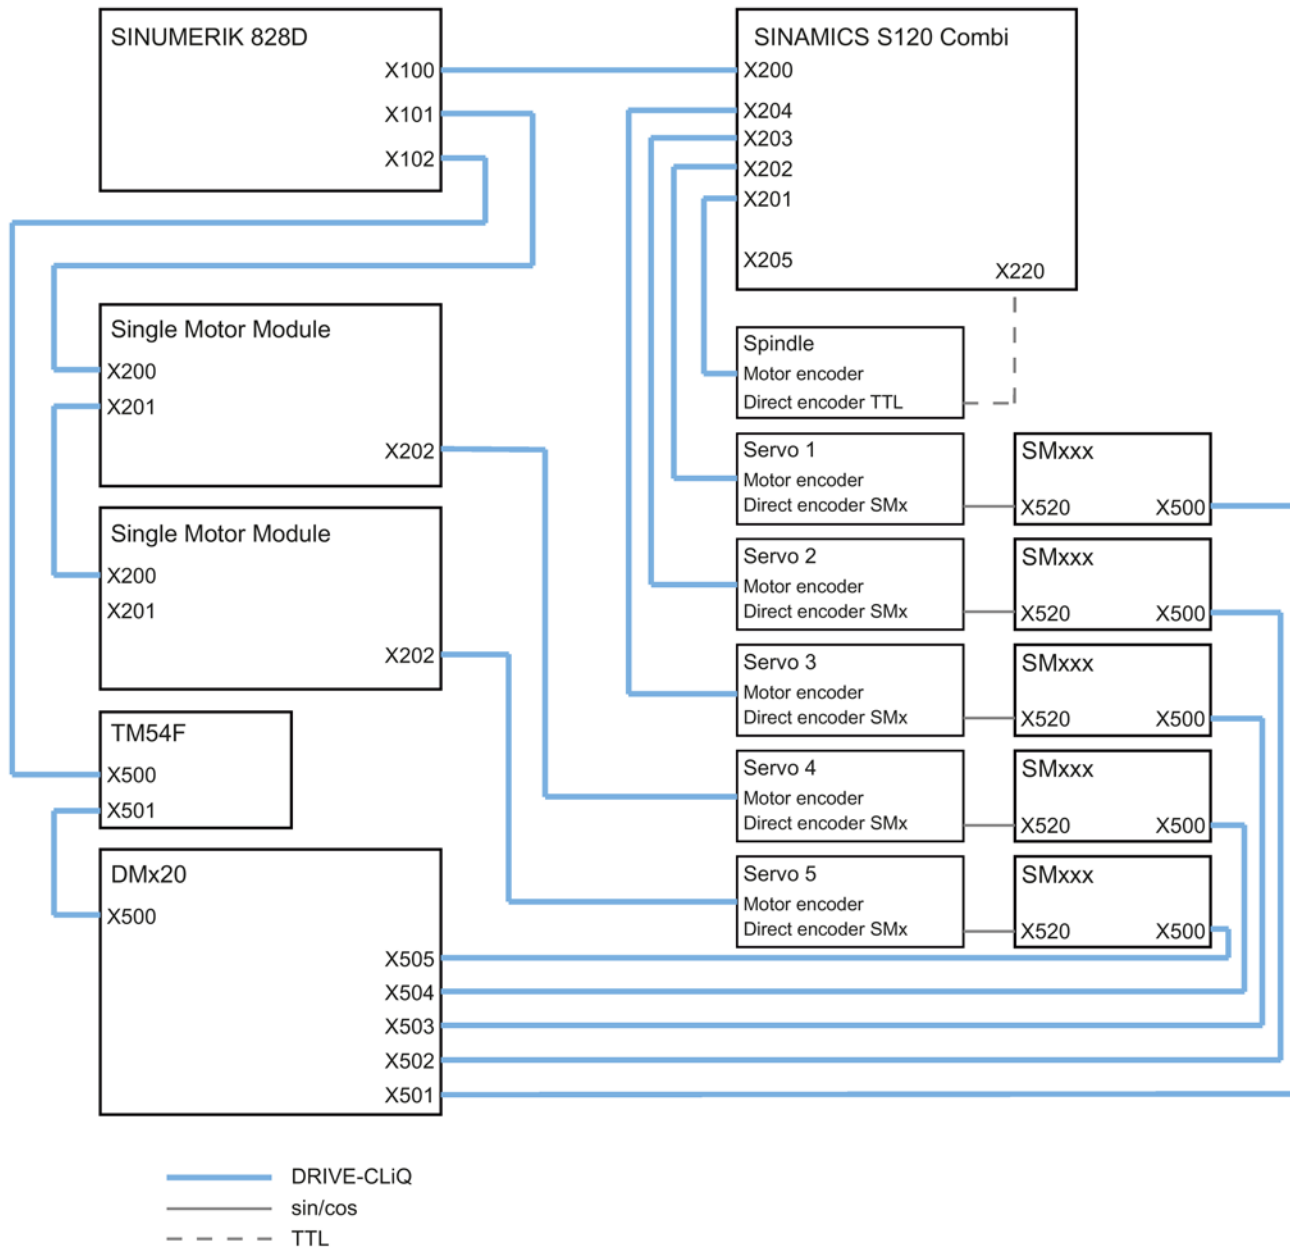 SINUMERIK 828D
X100
X101
X102
SINAMICS S120 Combi
X200
X204
X203
X202
X201
X205
X220
Single Motor Module
X200
X201
X202
Single Motor Module
X200
X201
X202
TM54F
X500
X501
DMx20
X500
X505
X504
X503
X502
X501
Spindle
Motor encoder
Direct encoder TTL
Servo 1
Motor encoder
Direct encoder SMx
SMxxx
X520 X500
Servo 2
Motor encoder
Direct encoder SMx
SMxxx
X520 X500
Servo 3
Motor encoder
Direct encoder SMx
SMxxx
X520 X500
Servo 4
Motor encoder
Direct encoder SMx
SMxxx
X520 X500
Servo 5
Motor encoder
Direct encoder SMx
SMxxx
X520 X500
DRIVE-CLiQ
sin/cos
TTL